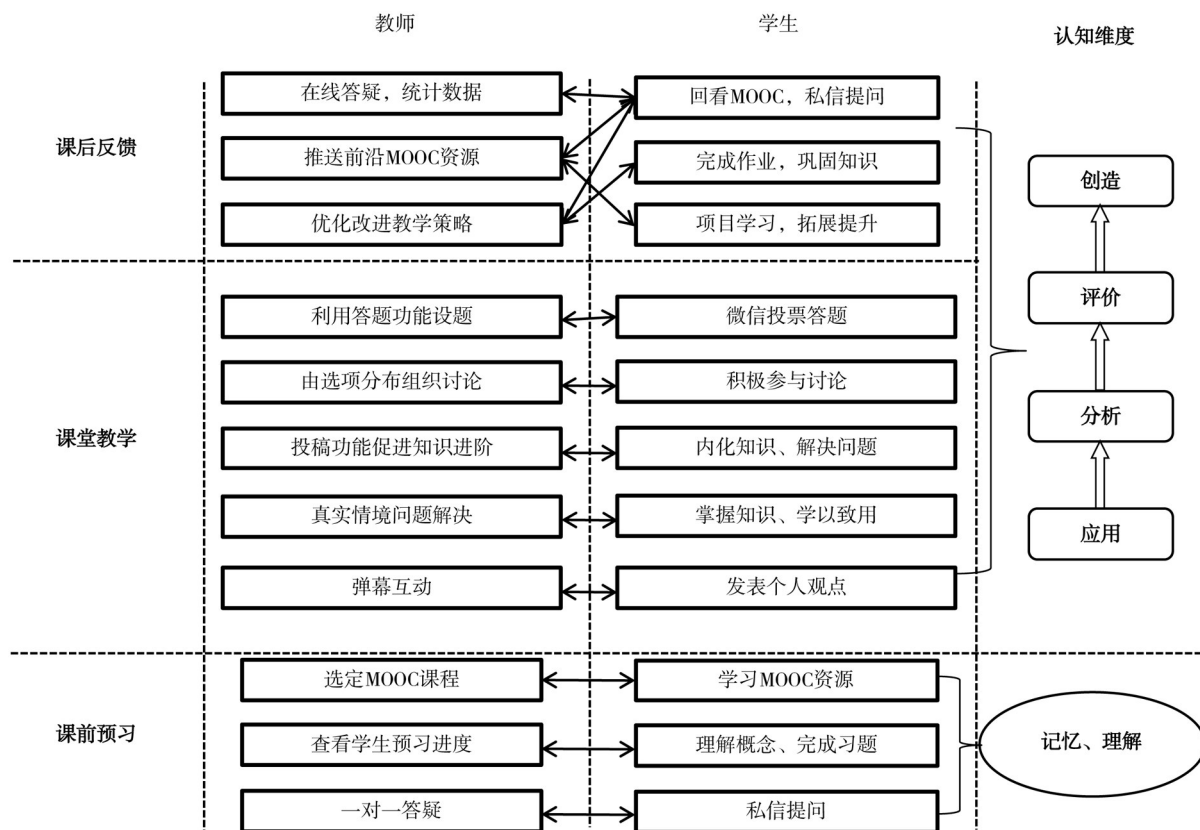 教师
学生
认知维度
课后反馈
在线答疑，统计数据
回看MOOC，私信提问
推送前沿MOOC资源
完成作业，巩固知识
优化改进教学策略
项目学习，拓展提升
课堂教学
利用答题功能设题
微信投票答题
由选项分布组织讨论
积极参与讨论
投稿功能促进知识进阶
内化知识、解决问题
真实情境问题解决
掌握知识、学以致用
弹幕互动
发表个人观点
创造
评价
分析
应用
课前预习
选定MOOC课程
学习MOOC资源
查看学生预习进度
理解概念、完成习题
一对一答疑
私信提问
记忆、理解